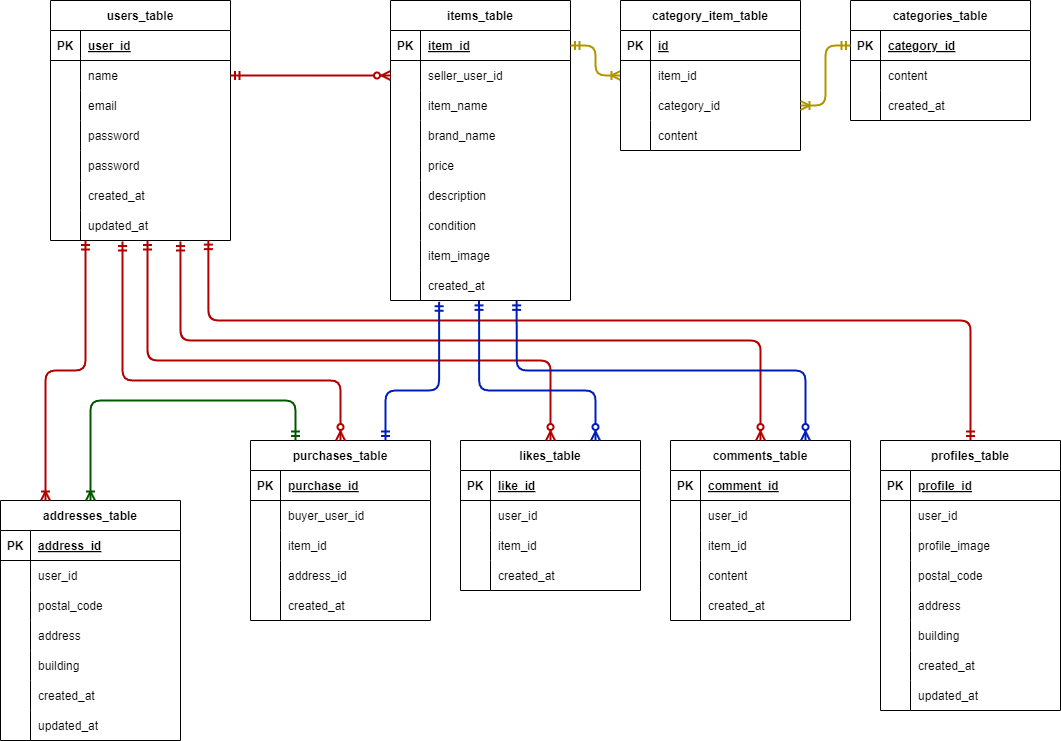 users_table
PK user_id
name
email
password
password
created_at
updated_at
items_table
PK item_id
seller_user_id
item_name
brand_name
price
description
condition
item_image
created_at
category_item_table
PK id
item_id
category_id
content
categories_table
PK category_id
content
created_at
addresses_table
PK address_id
user_id
postal_code
address
building
created_at
updated_at
purchases_table
PK purchase_id
buyer_user_id
item_id
address_id
created_at
likes_table
PK like_id
user_id
item_id
created_at
comments_table
PK comment_id
user_id
item_id
content
created_at
profiles_table
PK profile_id
user_id
profile_image
postal_code
address
building
created_at
updated_at